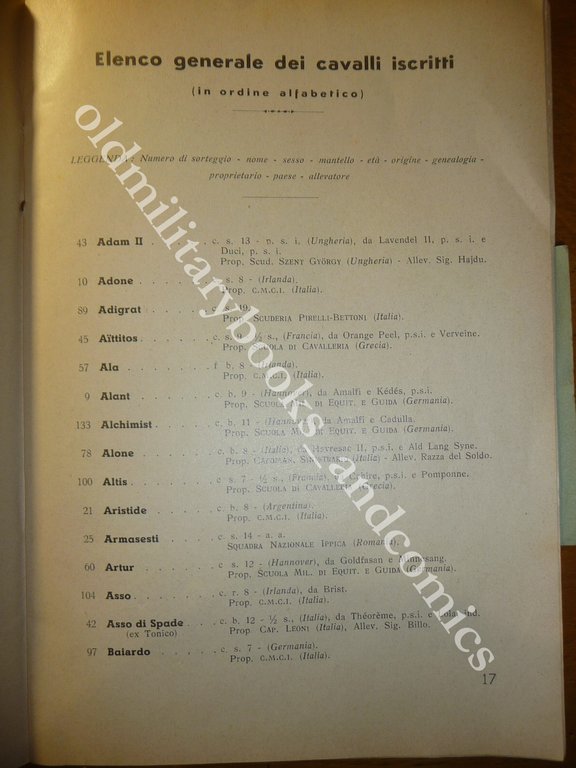 Elenco generale dei cavalli iscritti
(in ordine alfabetico)
LEGGENDA: Numero di sorteggio - nome - sesso - mantello - età - origine - genealogia -
proprietario - paese - allevatore
43 Adam II . . . . . . c. s. 13 - p. s. i. (Ungheria), da Lavendel II, p. s. i. e
Duci, p. s. i.
Prop. Scud. SZENT GYÖRGY (Ungheria) - Allev. Sig. Hajdu.
10 Adone . . . . . . s. 8 - (Irlanda).
Prop. C.M.C.I. (Italia).
89 Adigrat . . . . . . c. s. 19.
Prop. SCUDERIA PIRELLI-BETTONI (Italia).
45 Aïttitos . . . . . . c. s. 9 - ½ s., (Francia), da Orange Peel, p.s.i. e Verveine.
Prop. SCUOLA DI CAVALLERIA (Grecia).
57 Ala . . . . . . f b. 8 - (Irlanda).
Prop. C.M.C.I. (Italia).
9 Alant . . . . . . c. b. 9 - (Hannover), da Amalfi e Kédés, p.s.i.
Prop. SCUOLA MIL. DI EQUIT. E GUIDA (Germania).
133 Alchimist . . . . . c. b. 11 - (Hannover), da Amalfi e Cadulla.
Prop. SCUOLA MIL. DI EQUIT. E GUIDA (Germania).
78 Alone . . . . . . c. b. 8 - (Italia), da Havresac II, p.s.i. e Ald Lang Syne.
Prop. (Italia) - Allev. Razza del Soldo.
100 Altis . . . . . . c s. 7 - ½ s., (Francia), da p.s.i. e Pomponne.
Prop. SCUOLA DI CAVALLERIA (Grecia).
21 Aristide . . . . . c. b. 8 - (Argentina).
Prop. C.M.C.I. (Italia).
25 Armasesti . . . . . c. s. 14 - a. a.
SQUADRA NAZIONALE IPPICA (Romania).
60 Artur . . . . . . c s. 12 - (Hannover), da Goldfasan e Minnesang.
Prop. SCUOLA MIL. DI EQUIT. E GUIDA (Germania).
104 Asso . . . . . . c. r. 8 - (Irlanda), da Brist.
Prop. C.M.C.I. (Italia).
42 Asso di Spade . . . . c. b. 12 - ½ s., (Italia), da Théorème, p.s.i. e
(ex Tonico) Prop CAP. LEONI (Italia), Allev. Sig. Billo.
97 Baiardo . . . . . c. s. 7 - (Germania).
Prop. C.M.C.I. (Italia).
17
oldmilitarybooks_andcomics